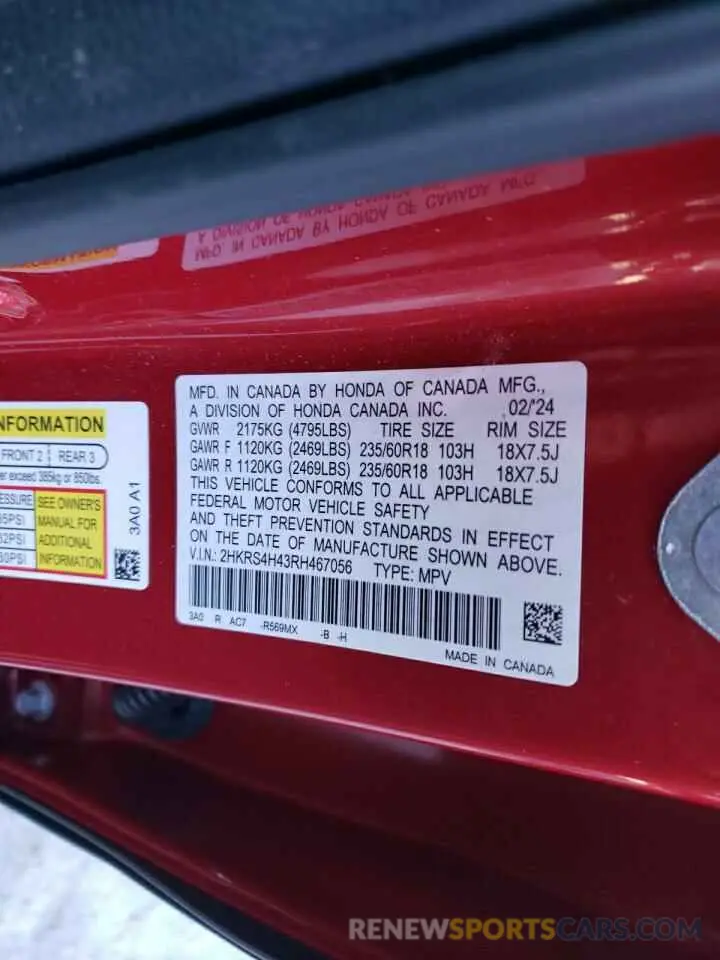 MFD. IN CANADA BY HONDA OF CANADA MFG.,
A DIVISION OF HONDA CANADA INC. 02/'24
GVWR 2175KG (4795LBS) TIRE SIZE RIM SIZE
GAWR F 1120KG (2469LBS) 235/60R18 103H 18X7.5J
GAWR R 1120KG (2469LBS) 235/60R18 103H 18X7.5J
THIS VEHICLE CONFORMS TO ALL APPLICABLE
FEDERAL MOTOR VEHICLE SAFETY
AND THEFT PREVENTION STANDARDS IN EFFECT
ON THE DATE OF MANUFACTURE SHOWN ABOVE.
V.I.N.: 2HKRS4H43RH467056 TYPE: MPV
3A0 R AC7 -R569MX -B -H
MADE IN CANADA
FRONT 2 REAR 3
exceed 385kg or 850lbs.
SEE OWNER'S
MANUAL FOR
ADDITIONAL
INFORMATION
3A0 A1
RENEWSPORTSCARS.COM